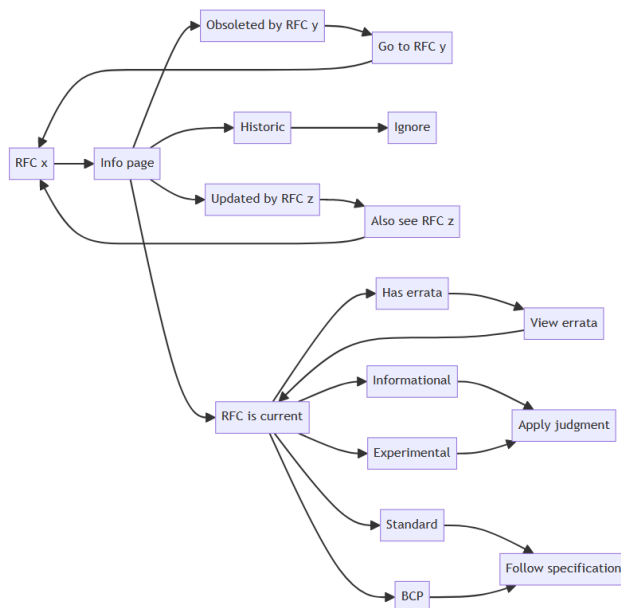 Obsoleted by RFC y
Go to RFC y
Historic
Ignore
RFC x
Info page
Updated by RFC z
Also see RFC z
Has errata
View errata
Informational
RFC is current
Apply judgment
Experimental
Standard
Follow specification
BCP